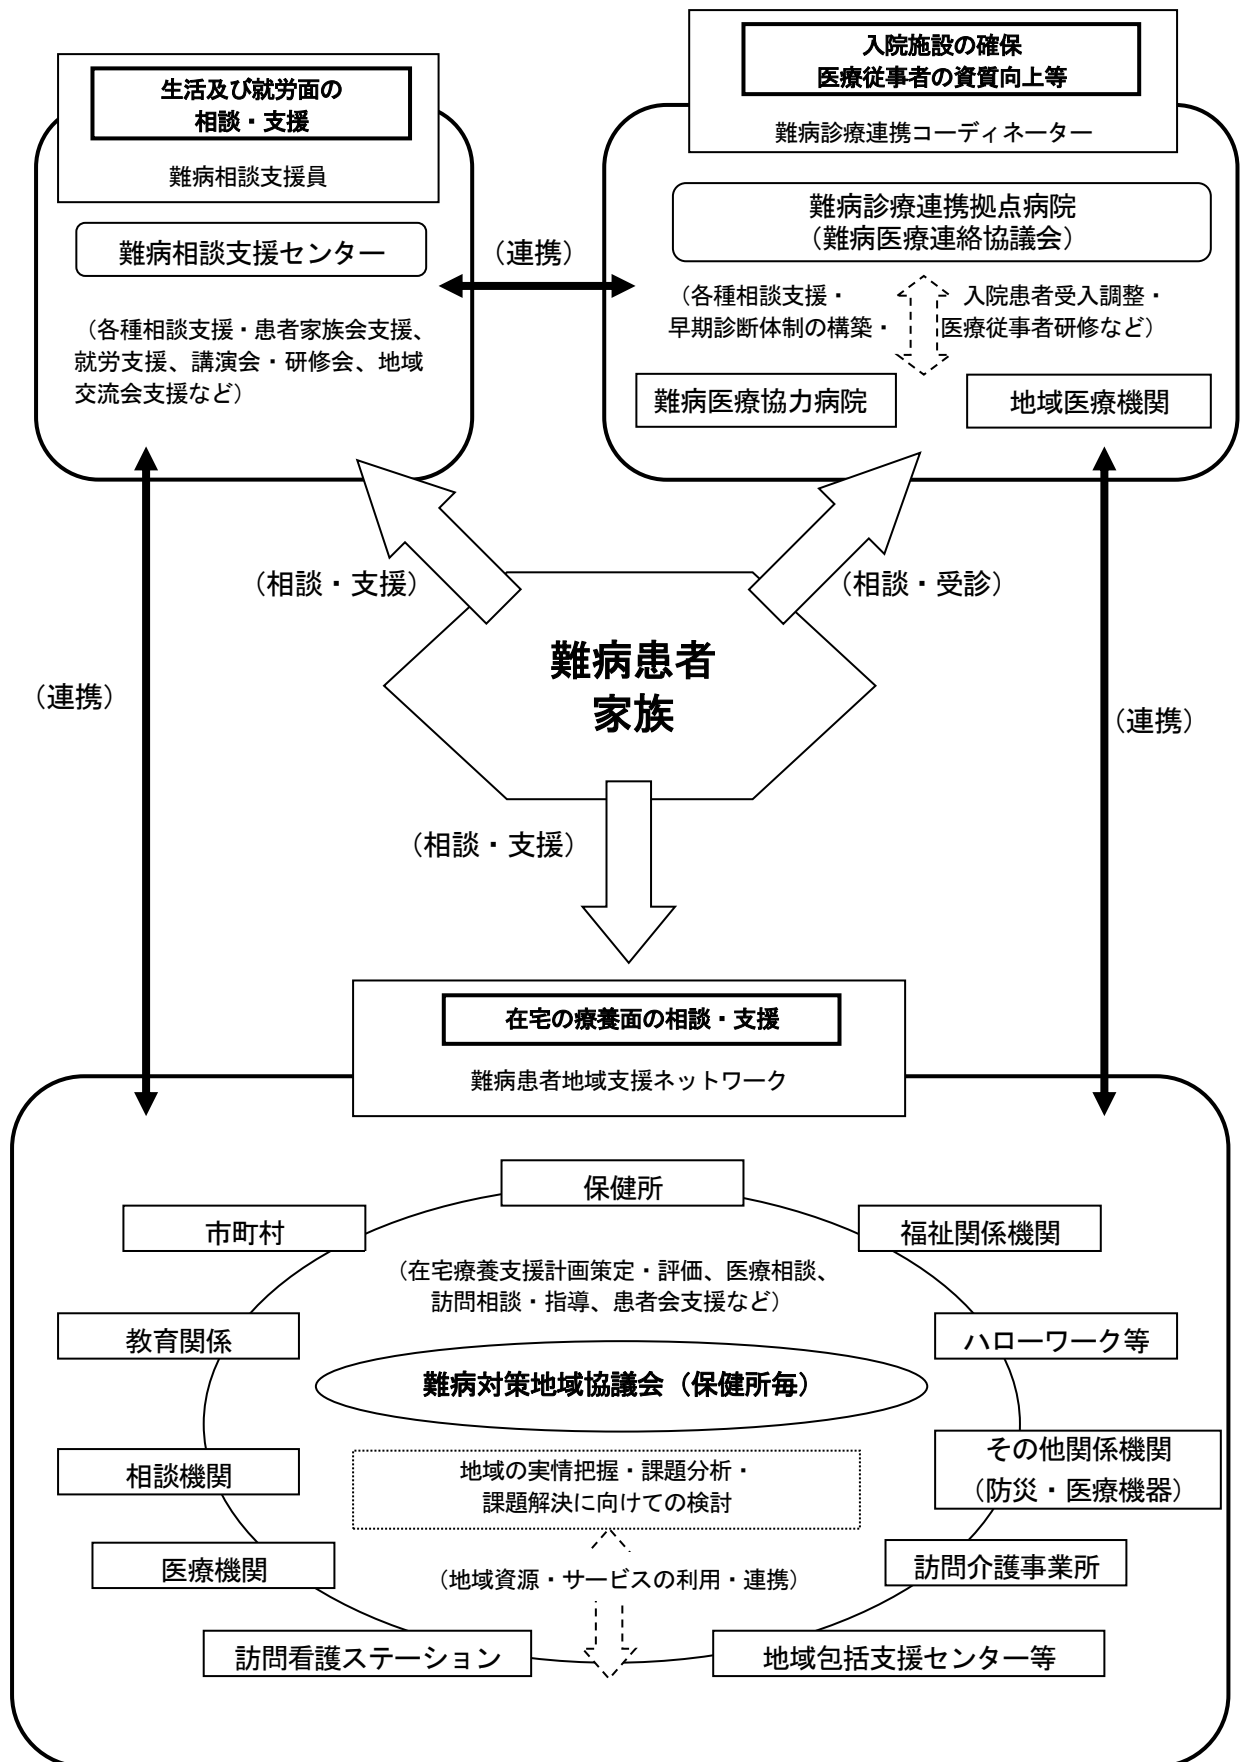 生活及び就労面の
相談・支援
難病相談支援員
難病相談支援センター
（各種相談支援・患者家族会支援、
就労支援、講演会・研修会、地域
交流会支援など）
（連携）
入院施設の確保
医療従事者の資質向上等
難病診療連携コーディネーター
難病診療連携拠点病院
（難病医療連絡協議会）
（各種相談支援・
早期診断体制の構築・
入院患者受入調整・
医療従事者研修など）
難病医療協力病院
地域医療機関
（相談・支援）
（相談・受診）
難病患者
家族
（連携）
（連携）
（相談・支援）
在宅の療養面の相談・支援
難病患者地域支援ネットワーク
保健所
市町村
福祉関係機関
（在宅療養支援計画策定・評価、医療相談、
訪問相談・指導、患者会支援など）
教育関係
ハローワーク等
難病対策地域協議会（保健所毎）
相談機関
その他関係機関
（防災・医療機器）
地域の実情把握・課題分析・
課題解決に向けての検討
医療機関
訪問介護事業所
（地域資源・サービスの利用・連携）
訪問看護ステーション
地域包括支援センター等